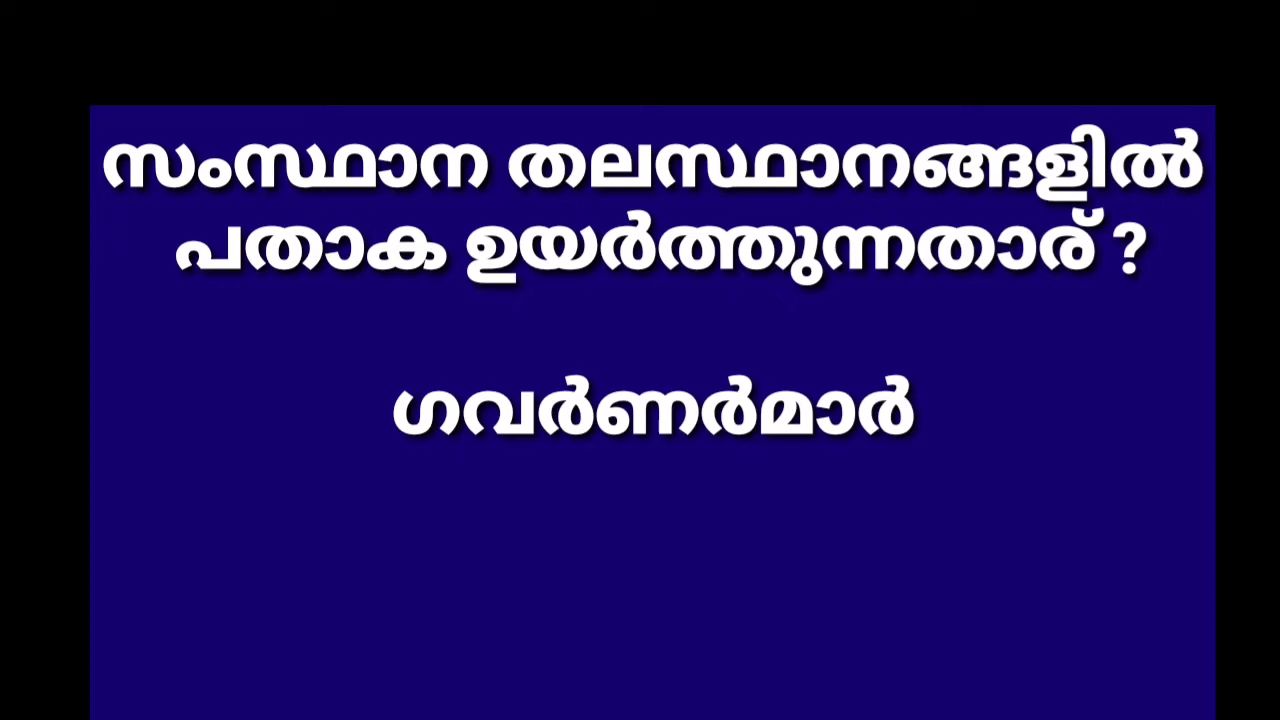 സംസ്ഥാന തലസ്ഥാനങ്ങളിൽ
പതാക ഉയർത്തുന്നതാര് ?
ഗവർണർമാർ